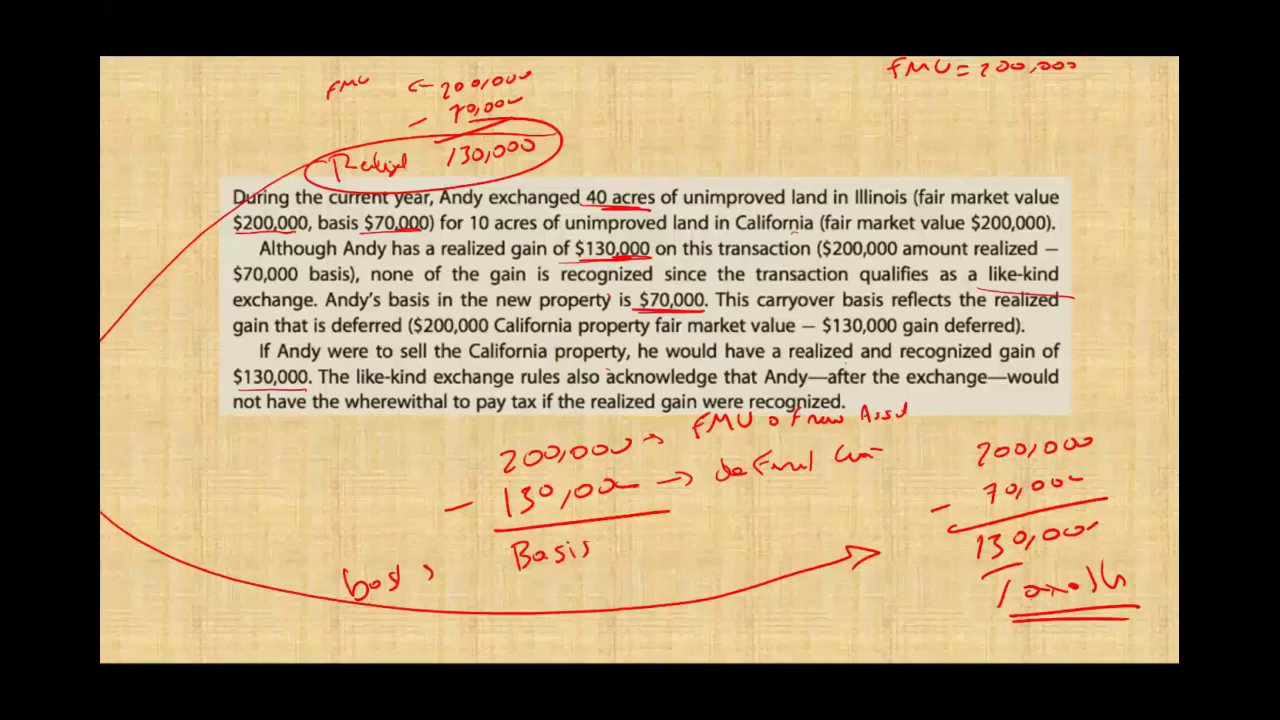 FMV 200,000
FMV = 200,000
- 70,000
130,000
During the current year, Andy exchanged 40 acres of unimproved land in Illinois (fair market value
$200,000, basis $70,000) for 10 acres of unimproved land in California (fair market value $200,000).
Although Andy has a realized gain of $130,000 on this transaction ($200,000 amount realized —
$70,000 basis), none of the gain is recognized since the transaction qualifies as a like-kind
exchange. Andy's basis in the new property is $70,000. This carryover basis reflects the realized
gain that is deferred ($200,000 California property fair market value — $130,000 gain deferred).
If Andy were to sell the California property, he would have a realized and recognized gain of
$130,000. The like-kind exchange rules also acknowledge that Andy—after the exchange—would
not have the wherewithal to pay tax if the realized gain were recognized.
200,000 → FMV of new Asset
- 130,000 →
Basis
200,000
- 70,000
130,000